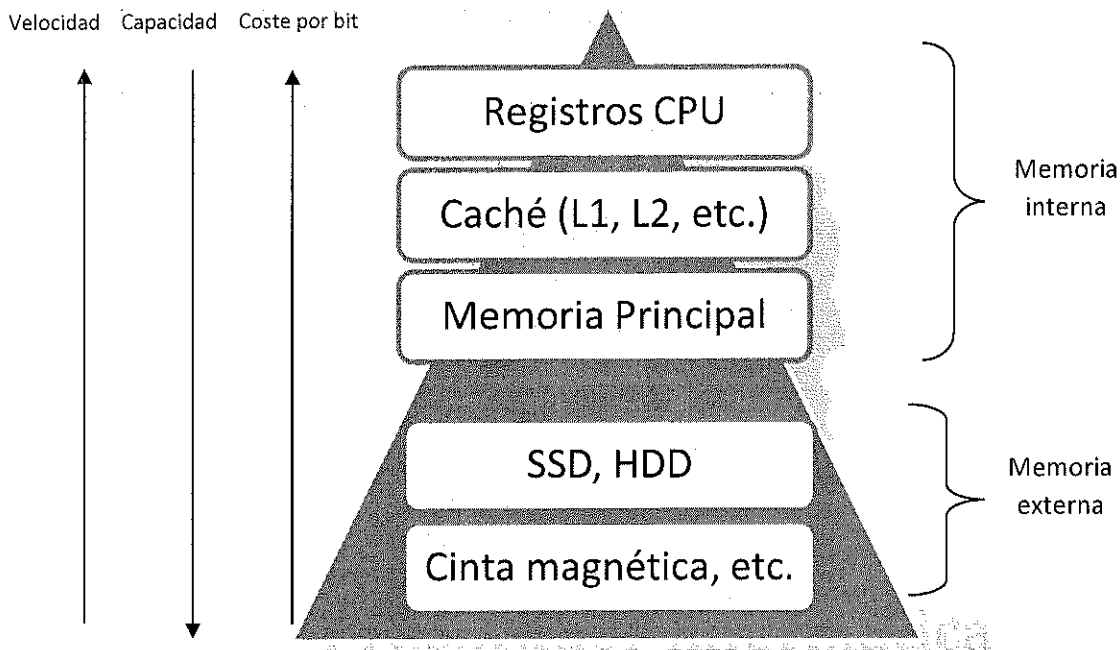 Velocidad Capacidad Coste por bit
Registros CPU
Caché (L1, L2, etc.)
Memoria Principal
Memoria
interna
SSD, HDD
Cinta magnética, etc.
Memoria
externa